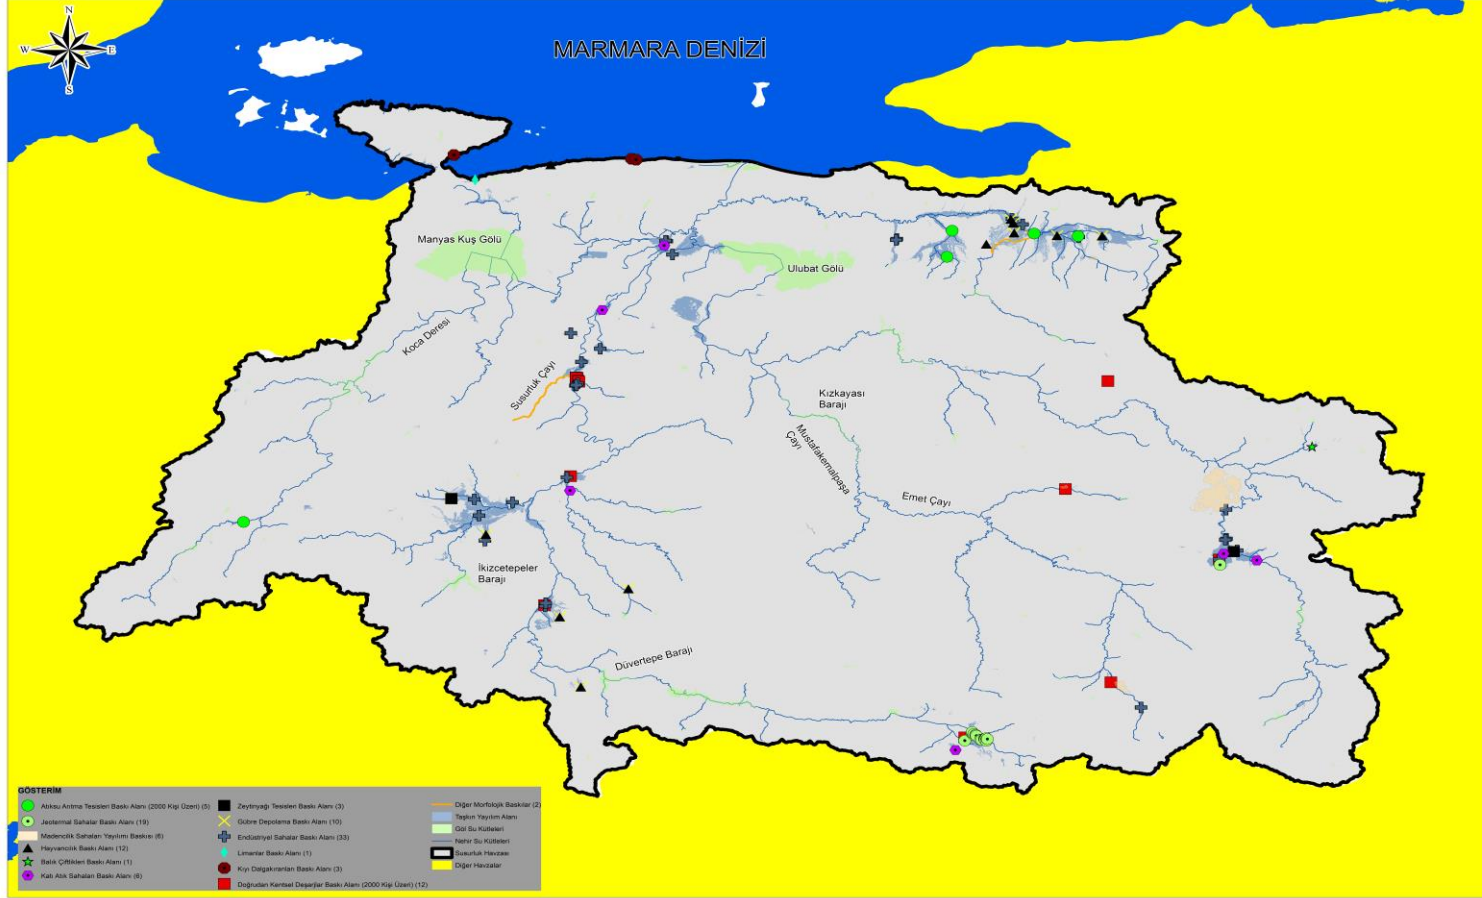 N
W
E
S
MARMARA DENİZİ
Manyas Kuş Gölü
Ulubat Gölü
Koca Deresi
Susurluk Çayı
Kızkayası
Barajı
Mustafakemalpaşa
Çayı
Emet Çayı
İkizcetepeler
Barajı
Düvertepe Barajı
GÖSTERİM
Atıksu Arıtma Tesisleri Baskı Alanı (2000 Kişi Üzeri) (5)
Jeotermal Sahalar Baskı Alanı (19)
Madencilik Sahaları Yayılımı Baskısı (6)
Hayvancılık Baskı Alanı (12)
Balık Çiftlikleri Baskı Alanı (1)
Katı Atık Sahaları Baskı Alanı (6)
Zeytinyağı Tesisleri Baskı Alanı (3)
Gübre Depolama Baskı Alanı (10)
Endüstriyel Sahalar Baskı Alanı (33)
Limanlar Baskı Alanı (1)
Kıyı Dalgakıranları Baskı Alanı (3)
Doğrudan Kentsel Deşarjlar Baskı Alanı (2000 Kişi Üzeri) (12)
Diğer Morfolojik Baskılar (2)
Taşkın Yayılım Alanı
Göl Su Kütleleri
Nehir Su Kütleleri
Susurluk Havzası
Diğer Havzalar